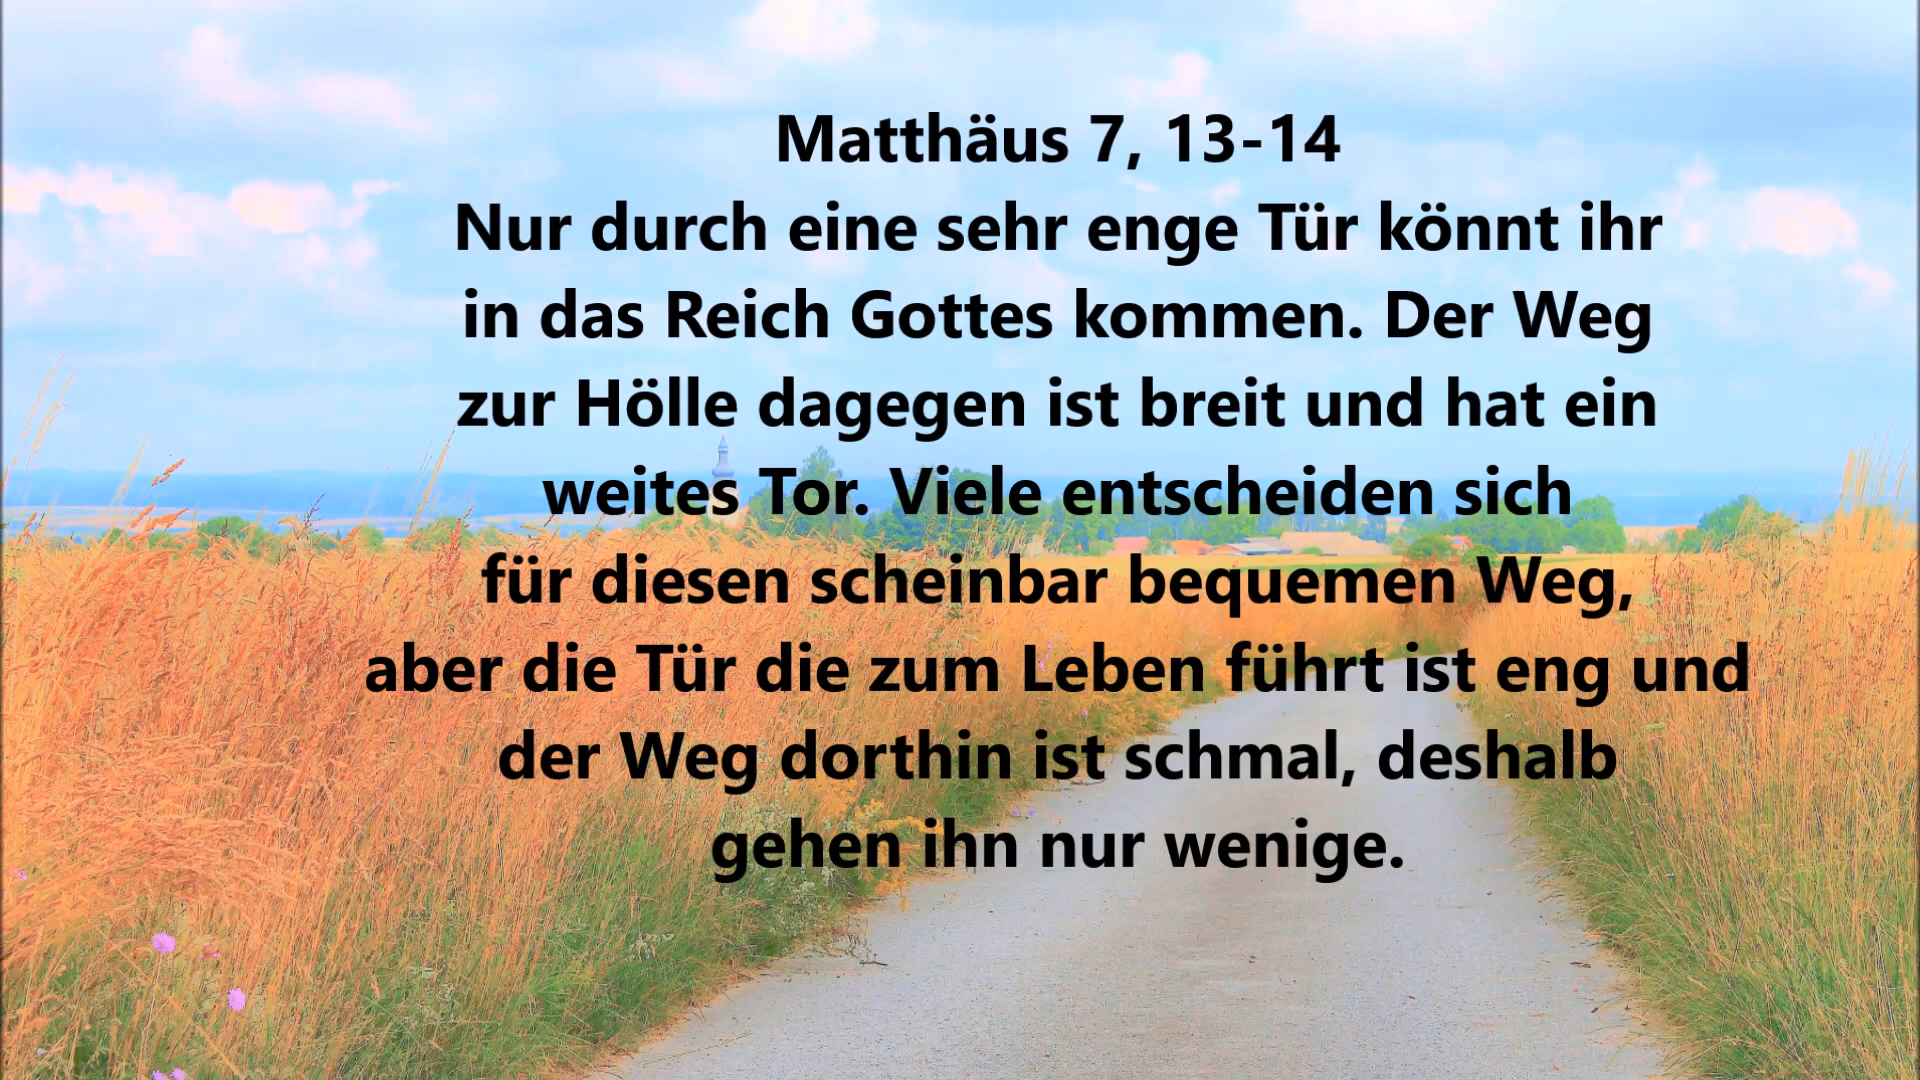 Matthäus 7, 13-14
Nur durch eine sehr enge Tür könnt ihr
in das Reich Gottes kommen. Der Weg
zur Hölle dagegen ist breit und hat ein
weites Tor. Viele entscheiden sich
für diesen scheinbar bequemen Weg,
aber die Tür die zum Leben führt ist eng und
der Weg dorthin ist schmal, deshalb
gehen ihn nur wenige.